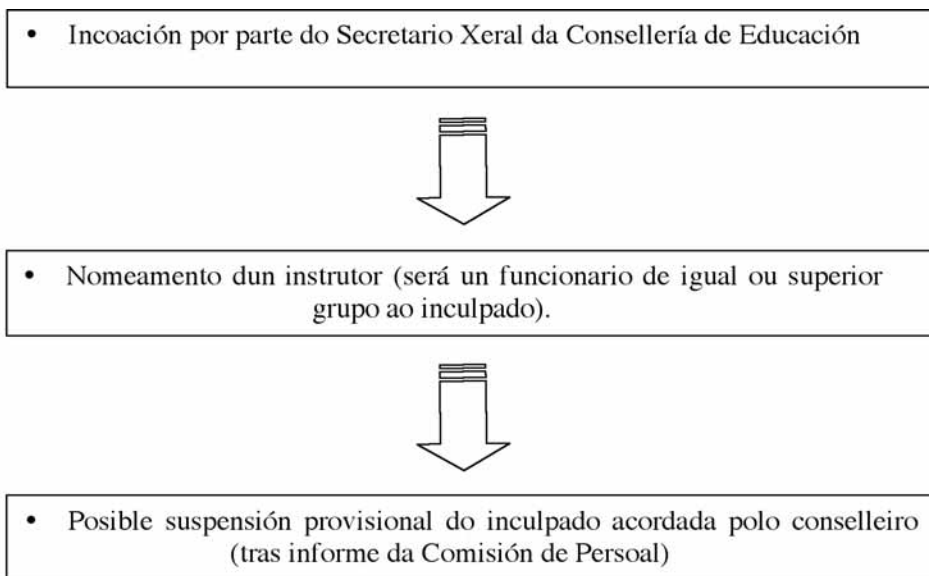 • Incoación por parte do Secretario Xeral da Consellería de Educación
• Nomeamento dun instrutor (será un funcionario de igual ou superior
grupo ao inculpado).
• Posible suspensión provisional do inculpado acordada polo conselleiro
(tras informe da Comisión de Persoal)